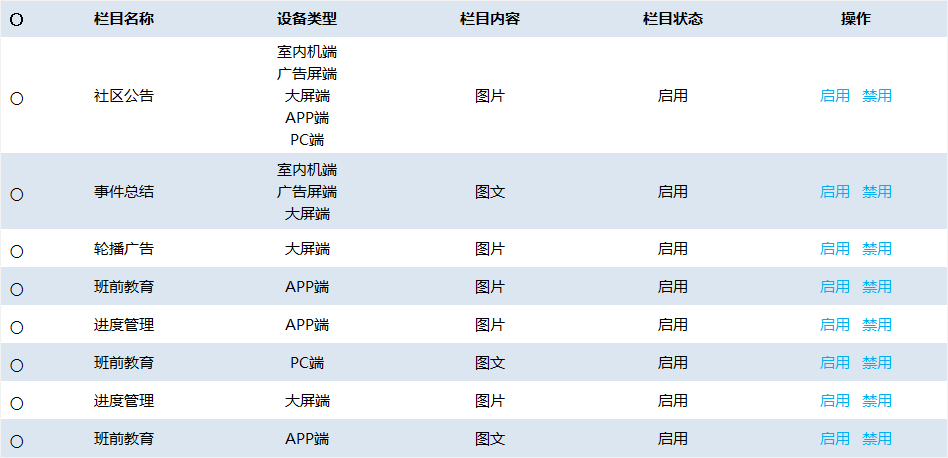 栏目名称 设备类型 栏目内容 栏目状态 操作
室内机端
广告屏端
社区公告 大屏端 图片 启用 启用 禁用
APP端
PC端
室内机端
事件总结 广告屏端 图文 启用 启用 禁用
大屏端
轮播广告 大屏端 图片 启用 启用 禁用
班前教育 APP端 图片 启用 启用 禁用
进度管理 APP端 图片 启用 启用 禁用
班前教育 PC端 图文 启用 启用 禁用
进度管理 大屏端 图片 启用 启用 禁用
班前教育 APP端 图文 启用 启用 禁用